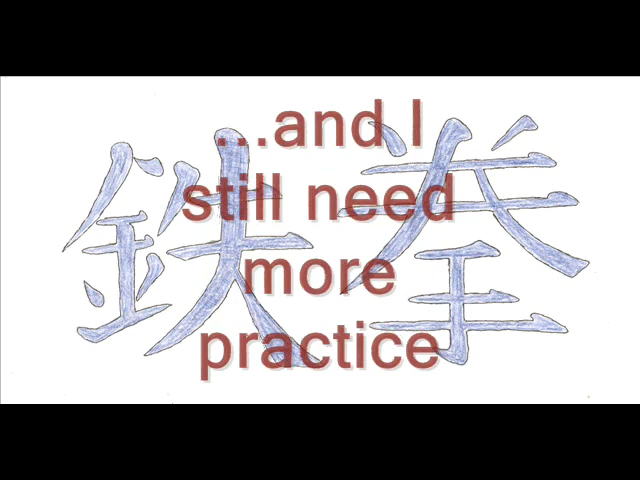 鉄拳
...and I
still need
more
practice